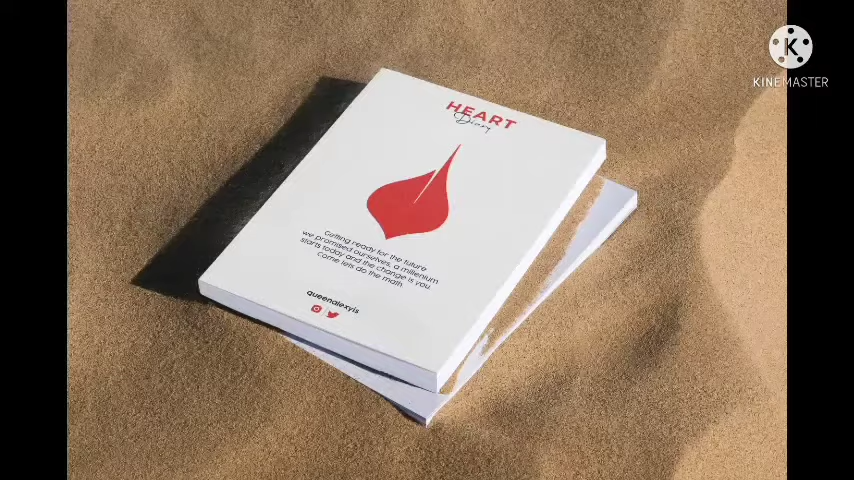 K
KINEMASTER
HEART
Diary
Getting ready for the future
we promised ourselves, a millenium
starts today and the change is you.
Come lets do the math.
queenalexyis